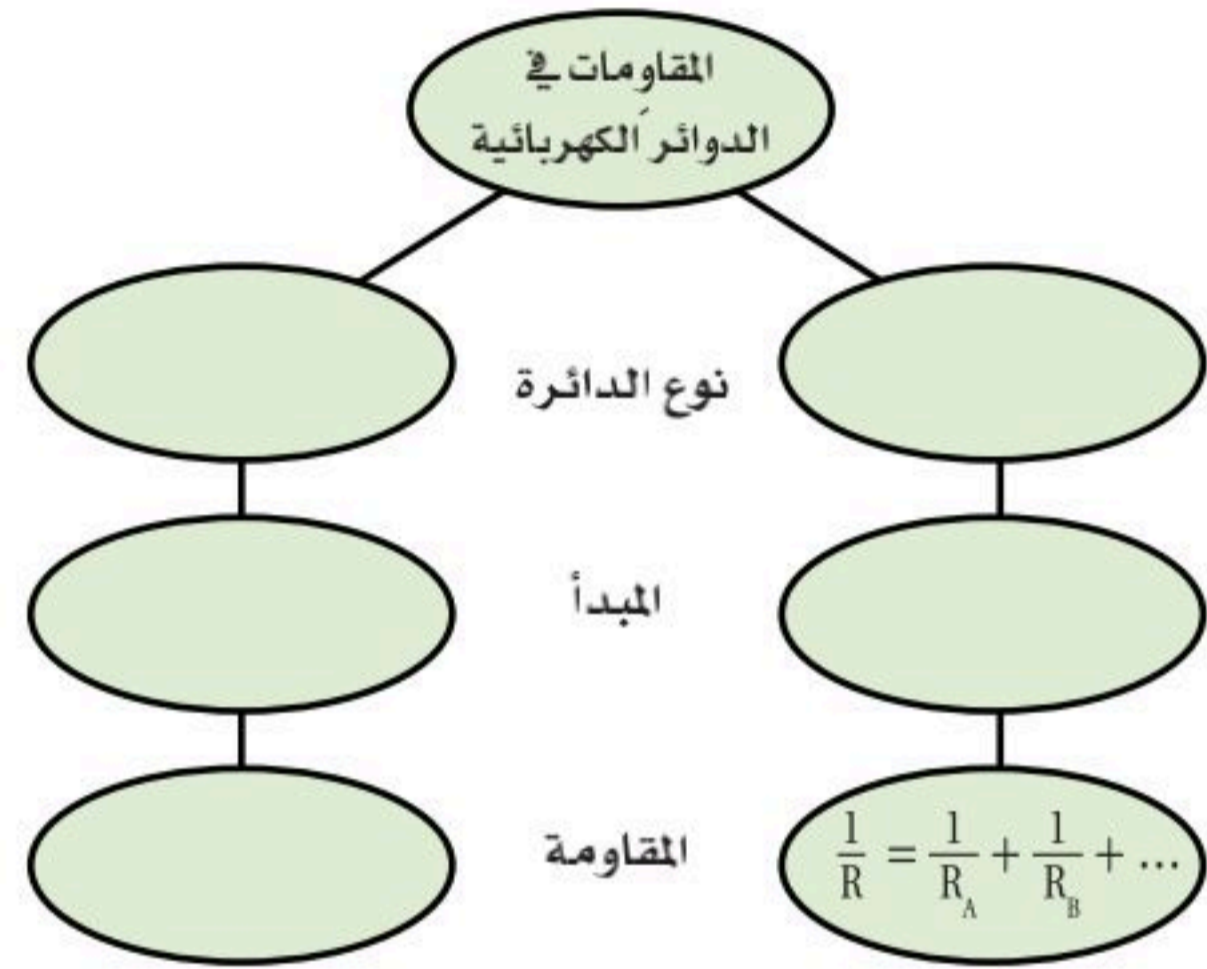 المقاومات في
الدوائر الكهربائية
نوع الدائرة
المبدأ
المقاومة
1/R = 1/R_A + 1/R_B + ...